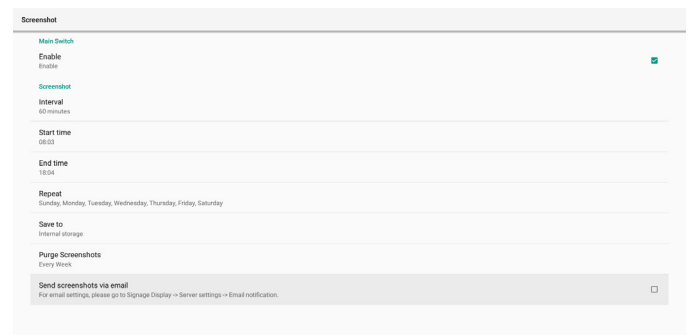 Screenshot
Main Switch
Enable
Enable
Screenshot
Interval
60 minutes
Start time
08:03
End time
18:04
Repeat
Sunday, Monday, Tuesday, Wednesday, Thursday, Friday, Saturday
Save to
Internal storage
Purge Screenshots
Every Week
Send screenshots via email
For email settings, please go to Signage Display -> Server settings -> Email notification.